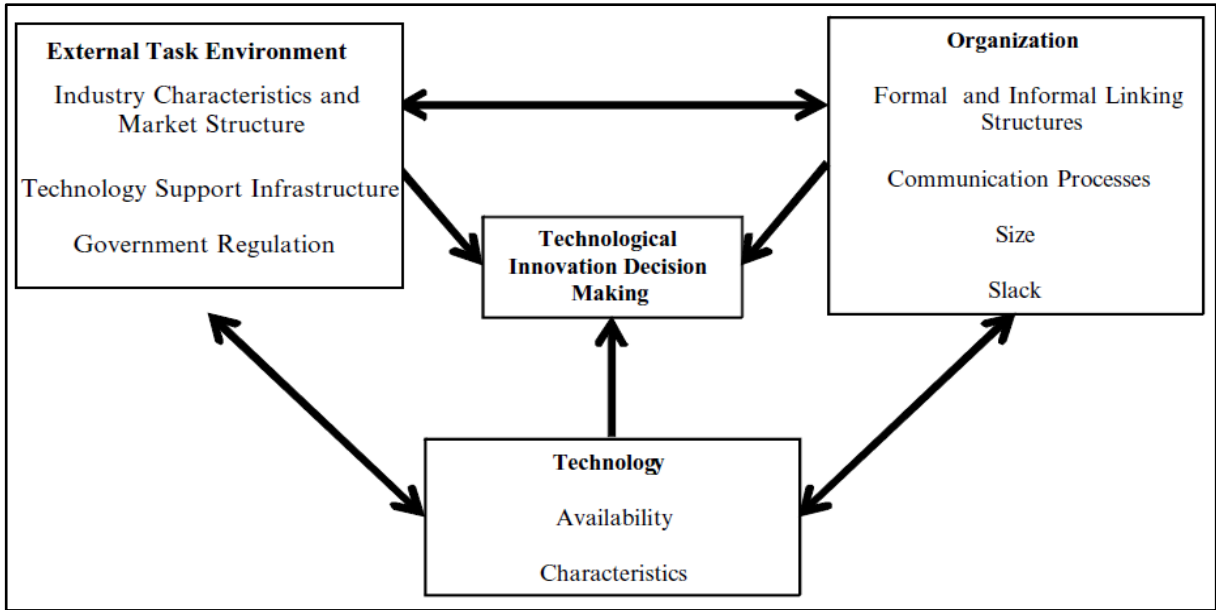 External Task Environment
Industry Characteristics and
Market Structure
Technology Support Infrastructure
Government Regulation
Organization
Formal and Informal Linking
Structures
Communication Processes
Size
Slack
Technological
Innovation Decision
Making
Technology
Availability
Characteristics